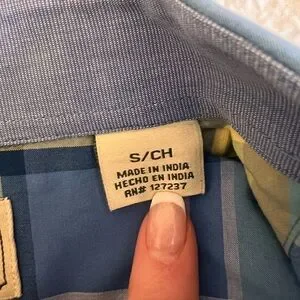 S/CH
MADE IN INDIA
HECHO EN INDIA
RN# 127237